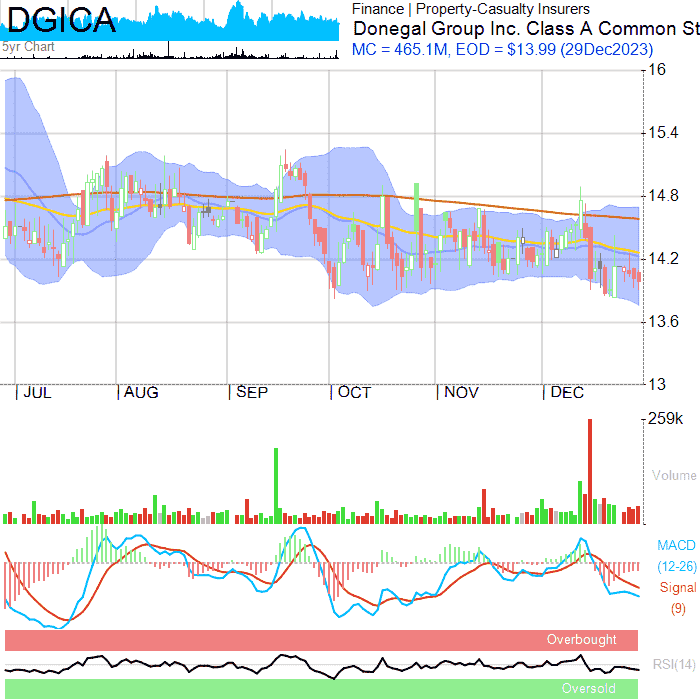 DGICA
5yr Chart
Finance | Property-Casualty Insurers
Donegal Group Inc. Class A Common St
MC = 465.1M, EOD = $13.99 (29Dec2023)
16
15.4
14.8
14.2
13.6
13
JUL AUG SEP OCT NOV DEC
259k
Volume
MACD
(12-26)
Signal
(9)
Overbought
RSI(14)
Oversold